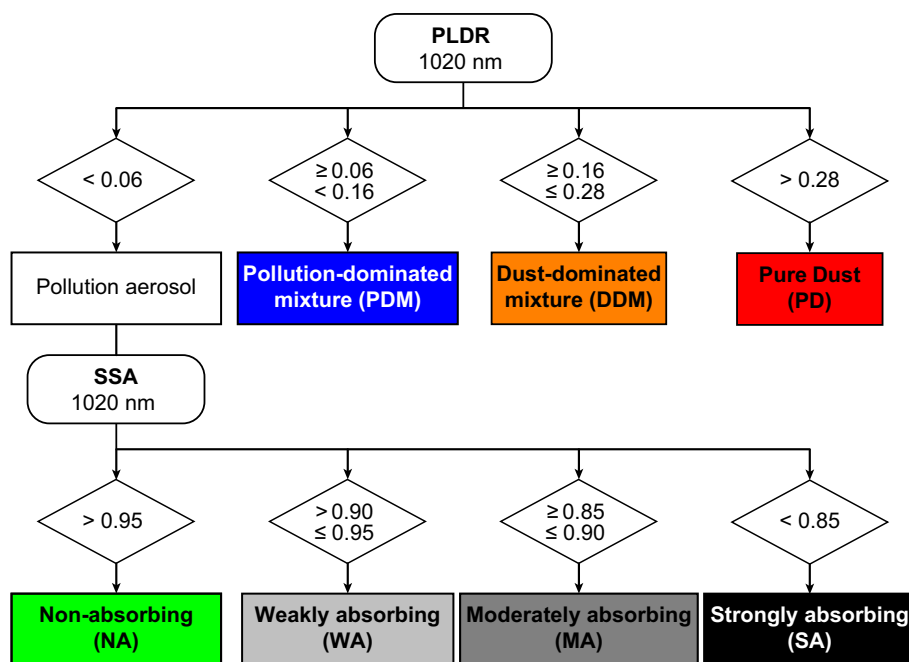 PLDR
1020 nm
< 0.06
≥ 0.06
< 0.16
≥ 0.16
≤ 0.28
> 0.28
Pollution aerosol
Pollution-dominated
mixture (PDM)
Dust-dominated
mixture (DDM)
Pure Dust
(PD)
SSA
1020 nm
> 0.95
> 0.90
≤ 0.95
≥ 0.85
≤ 0.90
< 0.85
Non-absorbing
(NA)
Weakly absorbing
(WA)
Moderately absorbing
(MA)
Strongly absorbing
(SA)